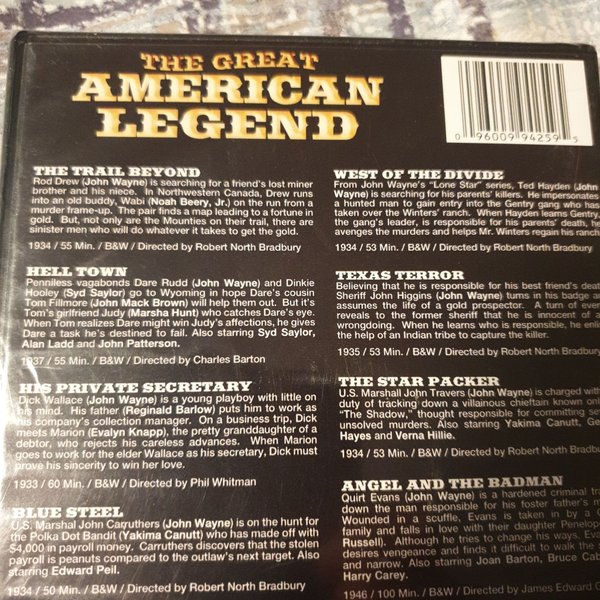 THE GREAT
AMERICAN
LEGEND
0 96009 94259 5
THE TRAIL BEYOND
Rod Drew (John Wayne) is searching for a friend's lost miner
brother and his niece. In Northwestern Canada, Drew runs
into an old buddy, Wabi (Noah Beery, Jr.) on the run from a
murder frame-up. The pair finds a map leading to a fortune in
gold. But, not only are the Mounties on their trail, there are
sinister men who will do whatever it takes to get the gold.
1934 / 55 Min. / B&W / Directed by Robert North Bradbury
HELL TOWN
Penniless vagabonds Dare Rudd (John Wayne) and Dinkie
Hooley (Syd Saylor) go to Wyoming in hope Dare's cousin
Tom Fillmore (John Mack Brown) will help them out. But it's
Tom's girlfriend Judy (Marsha Hunt) who catches Dare's eye.
When Tom realizes Dare might win Judy's affections, he gives
Dare a task he's destined to fail. Also starring Syd Saylor,
Alan Ladd and John Patterson.
1937 / 55 Min. / B&W / Directed by Charles Barton
HIS PRIVATE SECRETARY
Dick Wallace (John Wayne) is a young playboy with little on
his mind. His father (Reginald Barlow) puts him to work as
his company's collection manager. On a business trip, Dick
meets Marion (Evalyn Knapp), the pretty granddaughter of a
debtor, who rejects his careless advances. When Marion
goes to work for the elder Wallace as his secretary, Dick must
prove his sincerity to win her love.
1933 / 60 Min. / B&W / Directed by Phil Whitman
BLUE STEEL
U.S. Marshal John Carruthers (John Wayne) is on the hunt for
the Polka Dot Bandit (Yakima Canutt) who has made off with
$4,000 in payroll money. Carruthers discovers that the stolen
payroll is peanuts compared to the outlaw's next target. Also
starring Edward Peil.
1934 / 50 Min. / B&W / Directed by Robert North Bradbury
WEST OF THE DIVIDE
From John Wayne's "Lone Star" series, Ted Hayden (John
Wayne) is searching for his parents' killers. He impersonates
a hunted man to gain entry into the Gentry gang who has
taken over the Winters' ranch. When Hayden learns Gentry,
the gang's leader, is responsible for his parents' death, he
avenges the murders and helps Mr. Winters regain his
1934 / 53 Min. / B&W / Directed by Robert North Bradbury
TEXAS TERROR
Believing that he is responsible for his best friend's
Sheriff John Higgins (John Wayne) turns in his badge
assumes the life of a gold prospector. A turn of
reveals to the former sheriff that he is innocent of
wrongdoing. When he learns who is responsible, he
the help of an Indian tribe to capture the killer.
1935 / 53 Min. / B&W / Directed by Robert North Bradbury
THE STAR PACKER
U.S. Marshall John Travers (John Wayne) is charged
duty of tracking down a villainous chieftain known
"The Shadow," thought responsible for committing
unsolved murders. Also starring Yakima Canutt,
Hayes and Verna Hillie.
1934 / 53 Min. / B&W / Directed by Robert North
ANGEL AND THE BADMAN
Quirt Evans (John Wayne) is a hardened criminal
down the man responsible for his foster father's
Wounded in a scuffle, Evans is taken in by a
family and falls in love with their daughter
Russell). Although he tries to change his ways,
desires vengeance and finds it difficult to walk the
and narrow. Also starring Joan Barton, Bruce
Harry Carey.
1946 / 100 Min. / B&W / Directed by James Edward